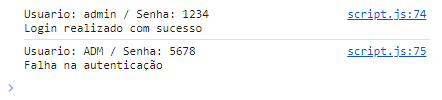 Usuario: admin / Senha: 1234 script.js:74
Login realizado com sucesso
Usuario: ADM / Senha: 5678 script.js:75
Falha na autenticação
>